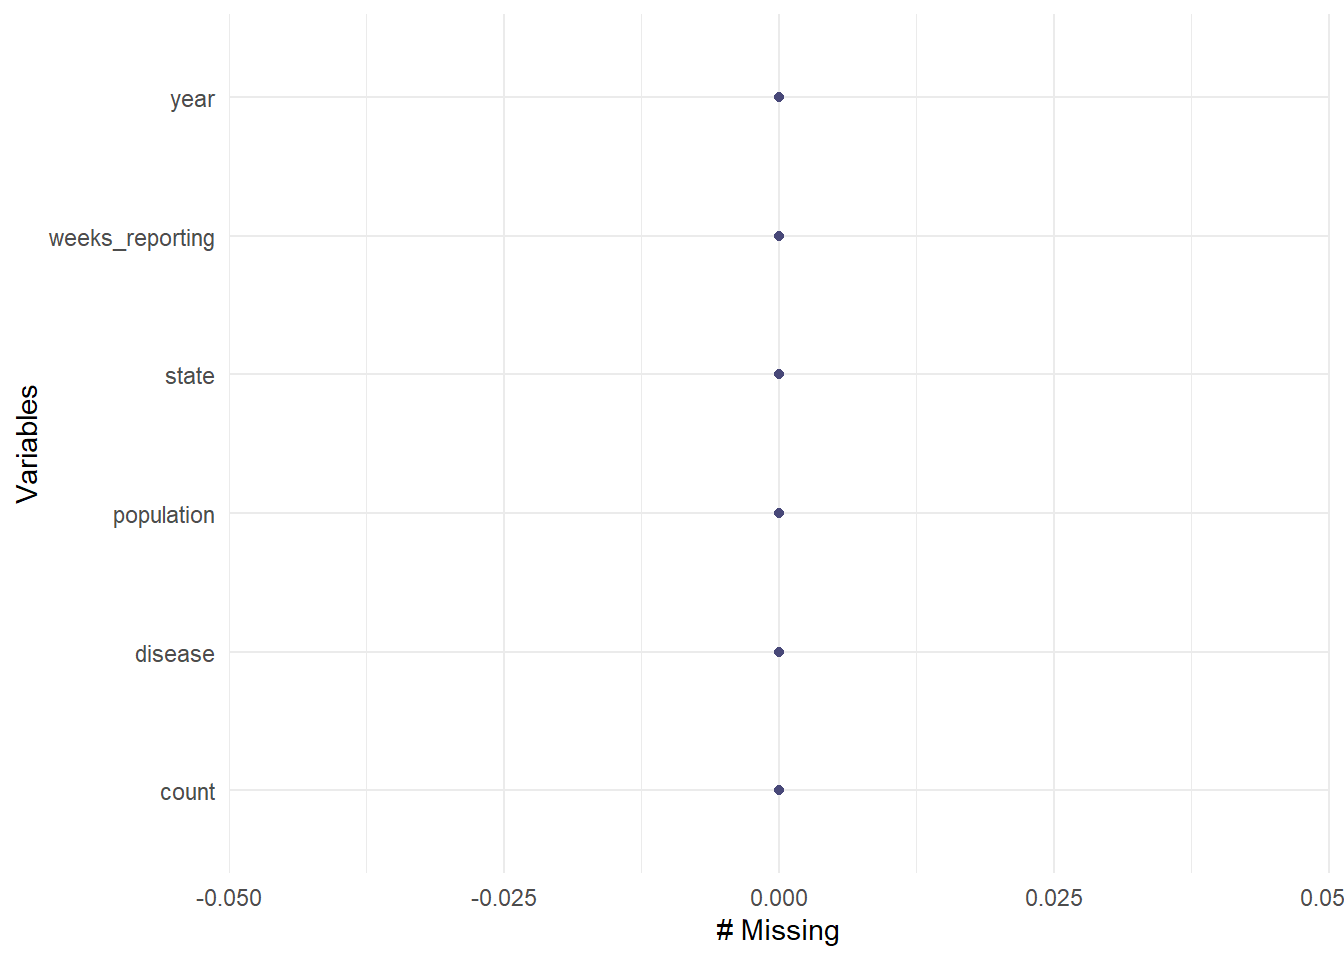 year
weeks_reporting
state
population
disease
count
Variables
-0.050
-0.025
0.000
0.025
0.05
# Missing